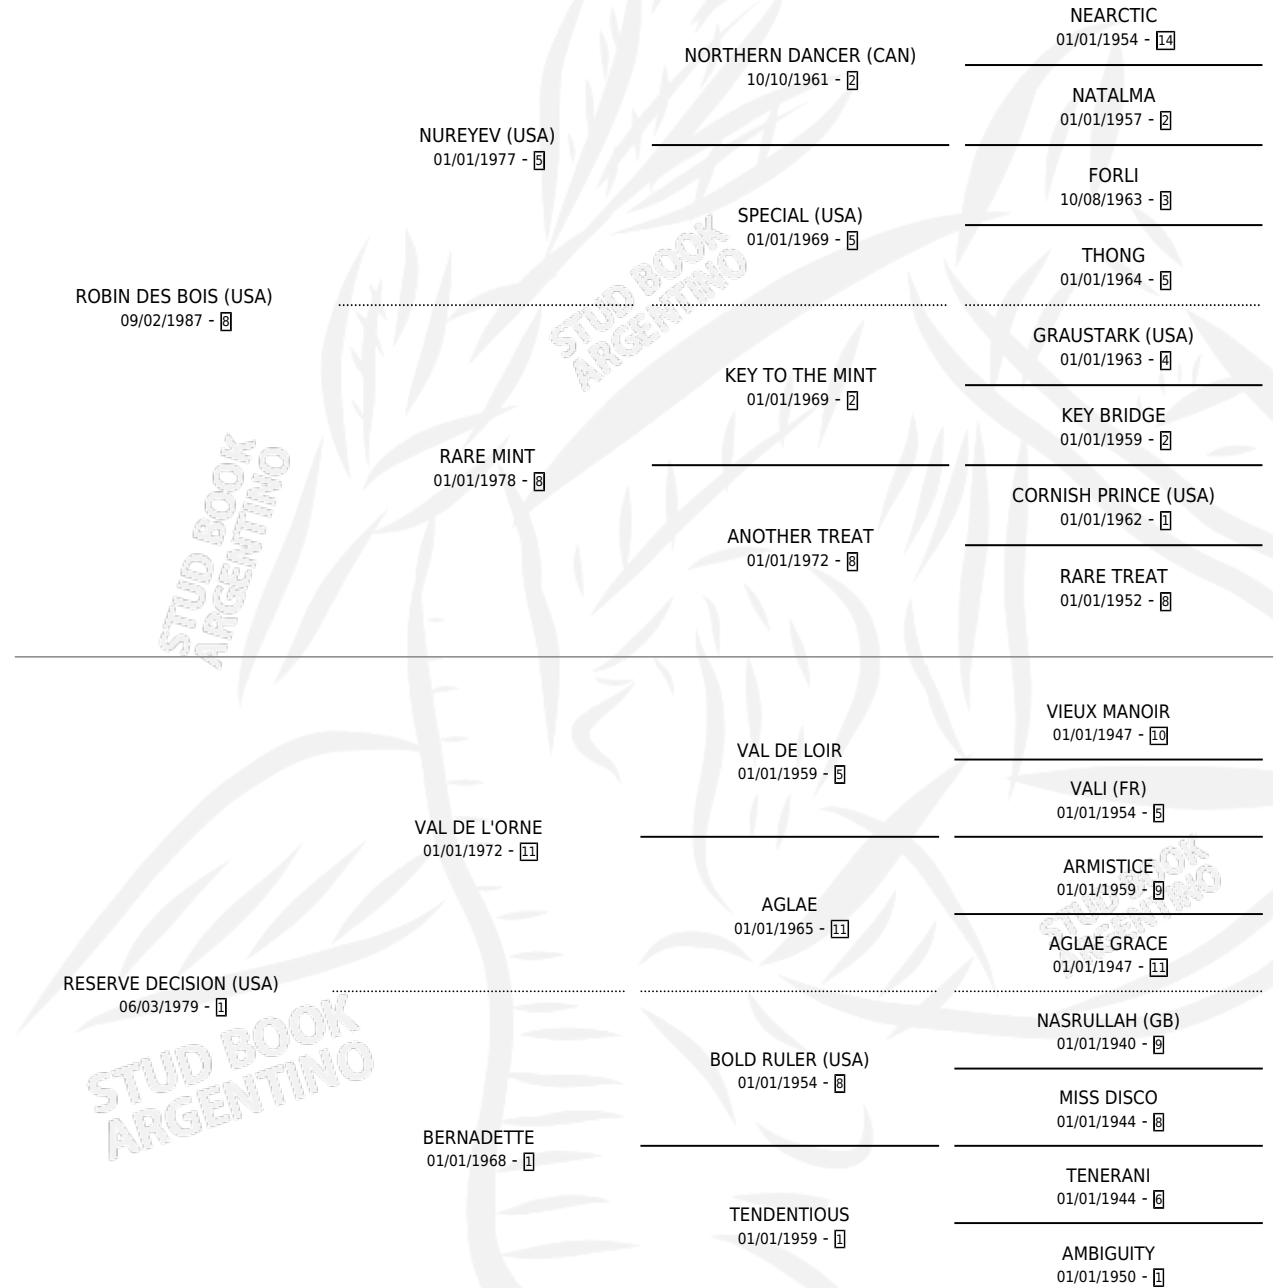 NEARCTIC
01/01/1954 - 14
NORTHERN DANCER (CAN)
10/10/1961 - 2
NATALMA
01/01/1957 - 2
NUREYEV (USA)
01/01/1977 - 5
FORLI
10/08/1963 - 3
SPECIAL (USA)
01/01/1969 - 5
THONG
01/01/1964 - 5
ROBIN DES BOIS (USA)
09/02/1987 - 8
GRAUSTARK (USA)
01/01/1963 - 4
KEY TO THE MINT
01/01/1969 - 2
KEY BRIDGE
01/01/1959 - 2
RARE MINT
01/01/1978 - 8
CORNISH PRINCE (USA)
01/01/1962 - 1
ANOTHER TREAT
01/01/1972 - 8
RARE TREAT
01/01/1952 - 8
STUD BOOK
ARGENTINO
STUD BOOK
ARGENTINO
VIEUX MANOIR
01/01/1947 - 10
VAL DE LOIR
01/01/1959 - 5
VALI (FR)
01/01/1954 - 5
VAL DE L'ORNE
01/01/1972 - 11
ARMISTICE
01/01/1959 - 9
AGLAE
01/01/1965 - 11
AGLAE GRACE
01/01/1947 - 11
RESERVE DECISION (USA)
06/03/1979 - 1
NASRULLAH (GB)
01/01/1940 - 9
BOLD RULER (USA)
01/01/1954 - 8
MISS DISCO
01/01/1944 - 8
BERNADETTE
01/01/1968 - 1
TENERANI
01/01/1944 - 6
TENDENTIOUS
01/01/1959 - 1
AMBIGUITY
01/01/1950 - 1
STUD BOOK
ARGENTINO
STUD BOOK
ARGENTINO